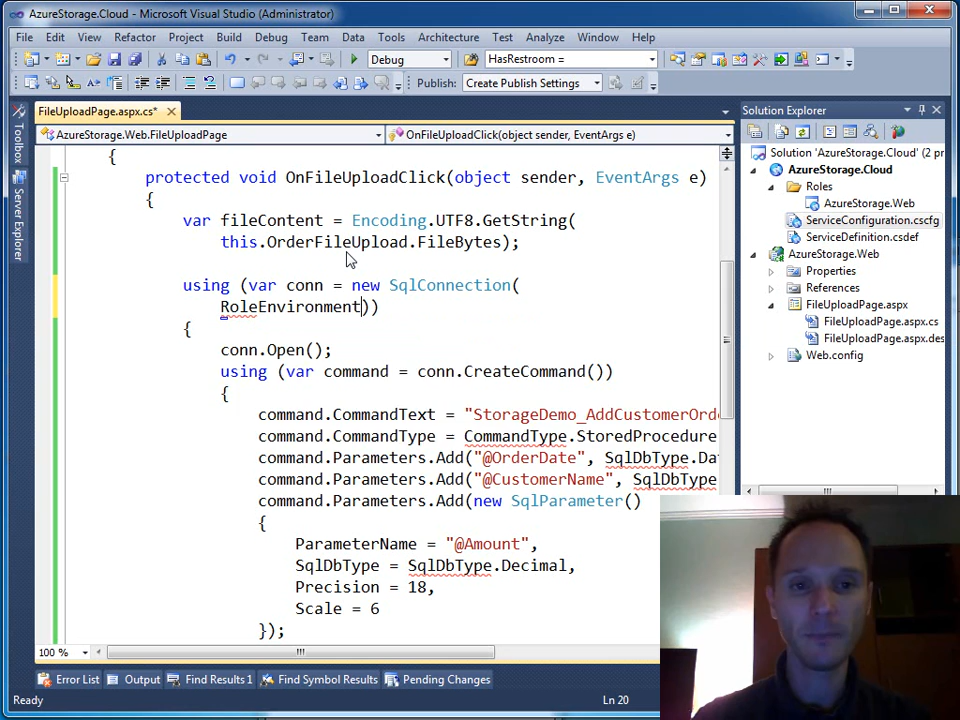 AzureStorage.Cloud - Microsoft Visual Studio (Administrator)
File Edit View Refactor Project Build Debug Team Data Tools Architecture Test Analyze Window Help
Debug HasRestroom =
Publish: Create Publish Settings
FileUploadPage.aspx.cs*
AzureStorage.Web.FileUploadPage OnFileUploadClick(object sender, EventArgs e)
Toolbox
Server Explorer
{
protected void OnFileUploadClick(object sender, EventArgs e)
{
var fileContent = Encoding.UTF8.GetString(
this.OrderFileUpload.FileBytes);
using (var conn = new SqlConnection(
RoleEnvironment))
{
conn.Open();
using (var command = conn.CreateCommand())
{
command.CommandText = "StorageDemo_AddCustomerOrde
command.CommandType = CommandType.StoredProcedure
command.Parameters.Add("@OrderDate", SqlDbType.Da
command.Parameters.Add("@CustomerName", SqlDbType
command.Parameters.Add(new SqlParameter()
{
ParameterName = "@Amount",
SqlDbType = SqlDbType.Decimal,
Precision = 18,
Scale = 6
});
100 %
Solution Explorer
Solution 'AzureStorage.Cloud' (2 p
AzureStorage.Cloud
Roles
AzureStorage.Web
ServiceConfiguration.cscfg
ServiceDefinition.csdef
AzureStorage.Web
Properties
References
FileUploadPage.aspx
FileUploadPage.aspx.cs
FileUploadPage.aspx.des
Web.config
Error List Output Find Results 1 Find Symbol Results Pending Changes
Ready Ln 20